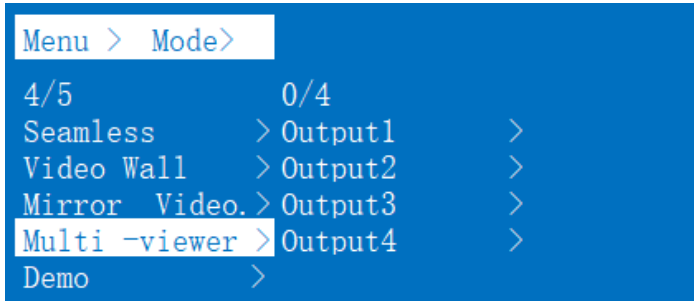 Menu > Mode>
4/5 0/4
Seamless > Output1 >
Video Wall > Output2 >
Mirror Video. > Output3 >
Multi -viewer > Output4 >
Demo >